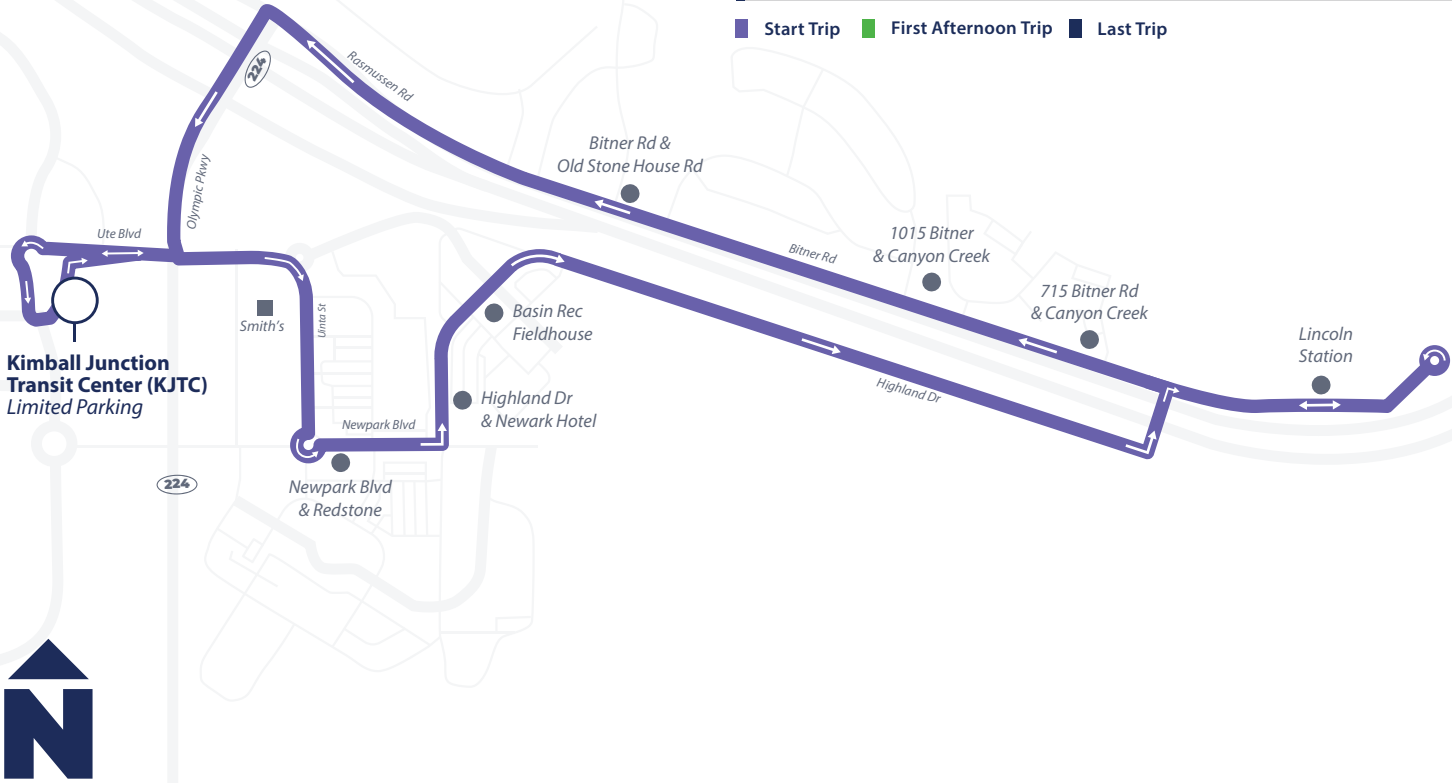 Start Trip
First Afternoon Trip
Last Trip
224
Rasmussen Rd
Olympic Pkwy
Bitner Rd &
Old Stone House Rd
Ute Blvd
1015 Bitner
& Canyon Creek
Bitner Rd
715 Bitner Rd
& Canyon Creek
Lincoln
Station
Smith's
Uinta St
Basin Rec
Fieldhouse
Kimball Junction
Transit Center (KJTC)
Limited Parking
Highland Dr
Highland Dr
& Newark Hotel
Newpark Blvd
224
Newpark Blvd
& Redstone
N